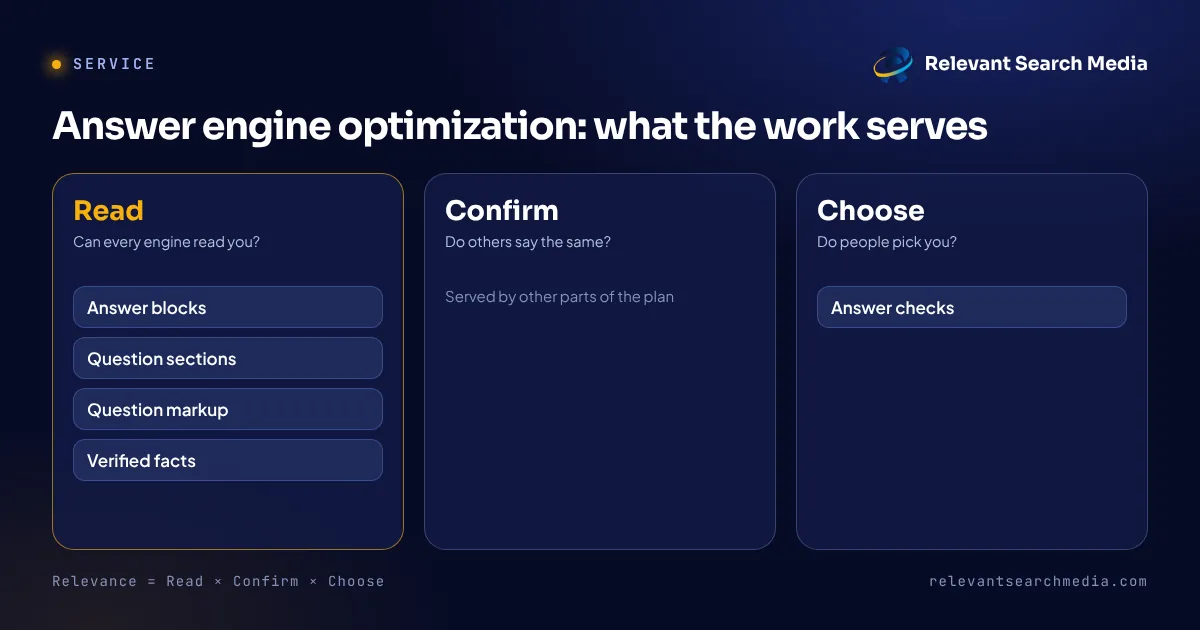 SERVICE
Relevant Search Media
Answer engine optimization: what the work serves
Read
Can every engine read you?
Answer blocks
Question sections
Question markup
Verified facts
Confirm
Do others say the same?
Served by other parts of the plan
Choose
Do people pick you?
Answer checks
Relevance = Read × Confirm × Choose
relevantsearchmedia.com